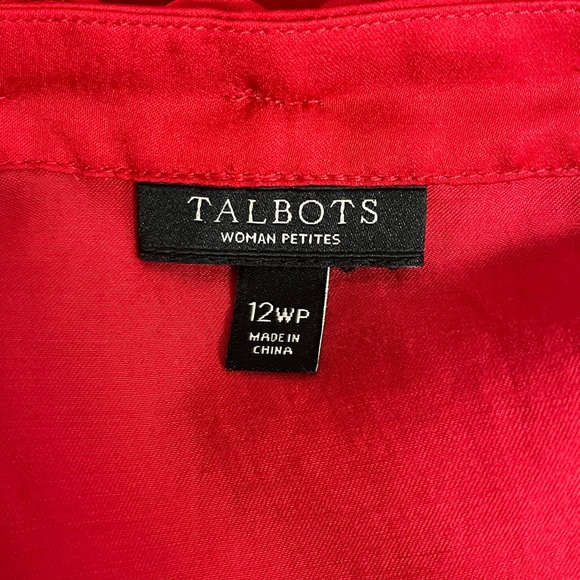 TALBOTS
WOMAN PETITES
12WP
MADE IN
CHINA